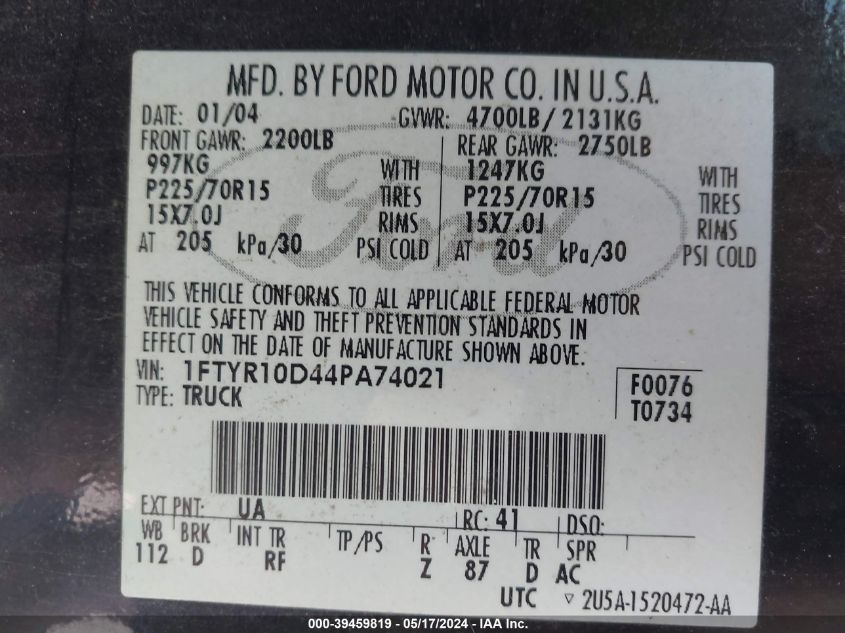 MFD. BY FORD MOTOR CO. IN U.S.A.
DATE: 01/04 GVWR: 4700LB/ 2131KG
FRONT GAWR: 2200LB REAR GAWR: 2750LB
997KG WITH 1247KG WITH
P225/70R15 TIRES P225/70R15 TIRES
15X7.0J RIMS 15X7.0J RIMS
AT 205 kPa/30 PSI COLD AT 205 kPa/30 PSI COLD
Ford
THIS VEHICLE CONFORMS TO ALL APPLICABLE FEDERAL MOTOR
VEHICLE SAFETY AND THEFT PREVENTION STANDARDS IN
EFFECT ON THE DATE OF MANUFACTURE SHOWN ABOVE.
VIN: 1FTYR10D44PA74021 F0076
TYPE: TRUCK T0734
EXT PNT: UA RC: 41 DSO:
WB BRK INT TR TP/PS R AXLE TR SPR
112 D RF Z 87 D AC
UTC ▽ 2U5A-1520472-AA
000-39459819 - 05/17/2024 - IAA Inc.